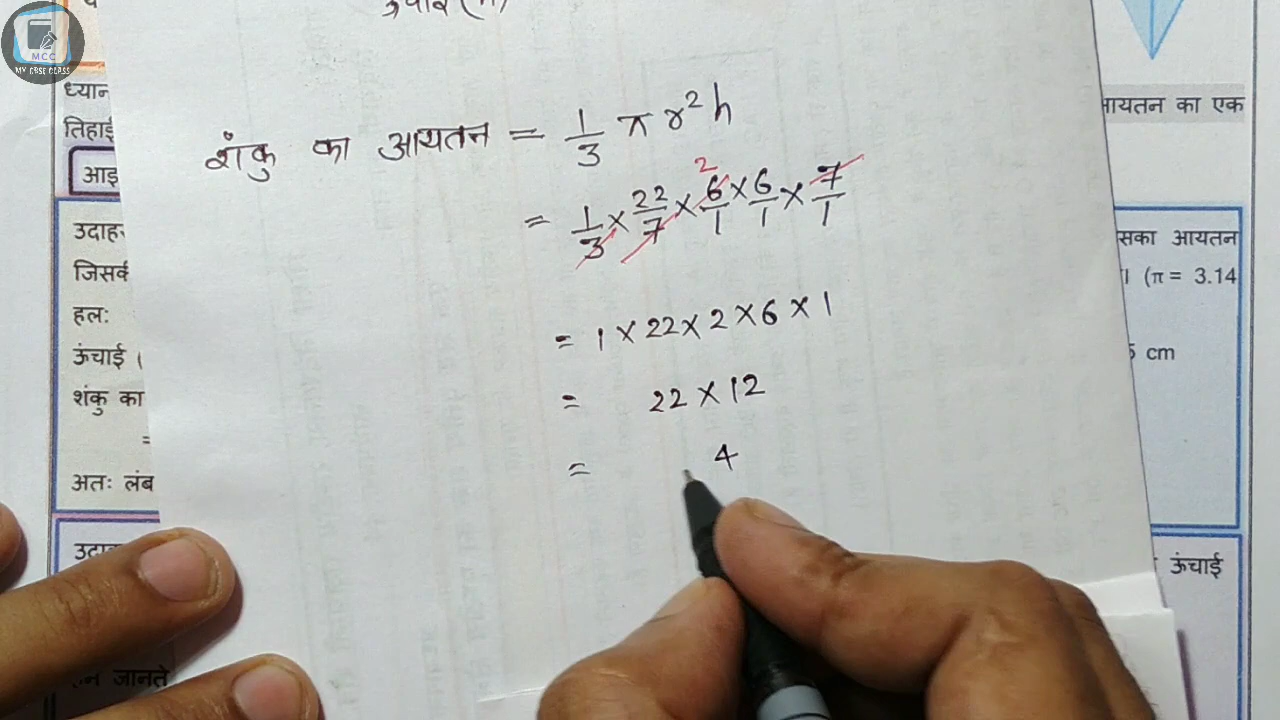 MCC
MY CBSE CLASS
ऊंचाई (h)
ध्यान
तिहाई
आयतन का एक
शंकु का आयतन = 1/3 π r² h
= 1/3 × 22/7 × 6/1 × 6/1 × 7/1
2
= 1 × 22 × 2 × 6 × 1
= 22 × 12
= 4
आइ
उदाह
जिसकी
हल:
ऊंचाई (
शंकु का
=
अतः लंब
सका आयतन
(π = 3.14
cm
ऊंचाई
जानते